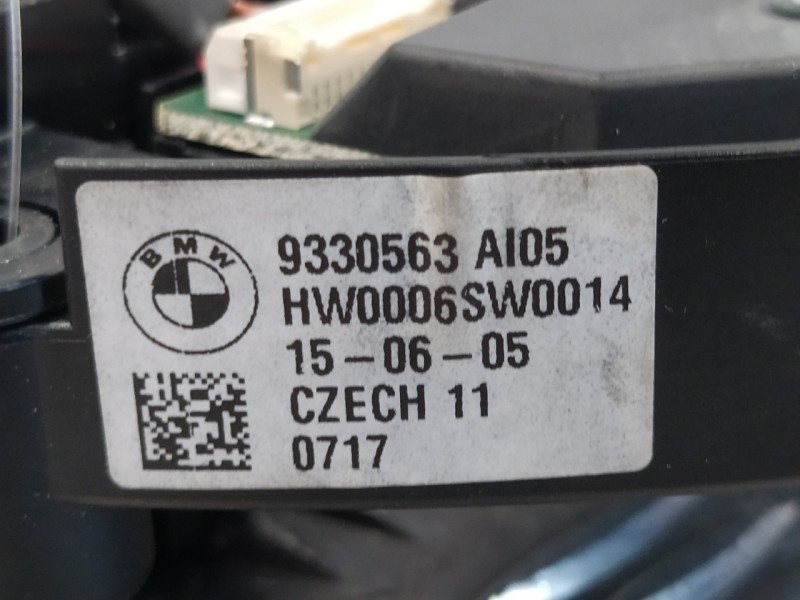 BMW
9330563 AI05
HW0006SW0014
15-06-05
CZECH 11
0717